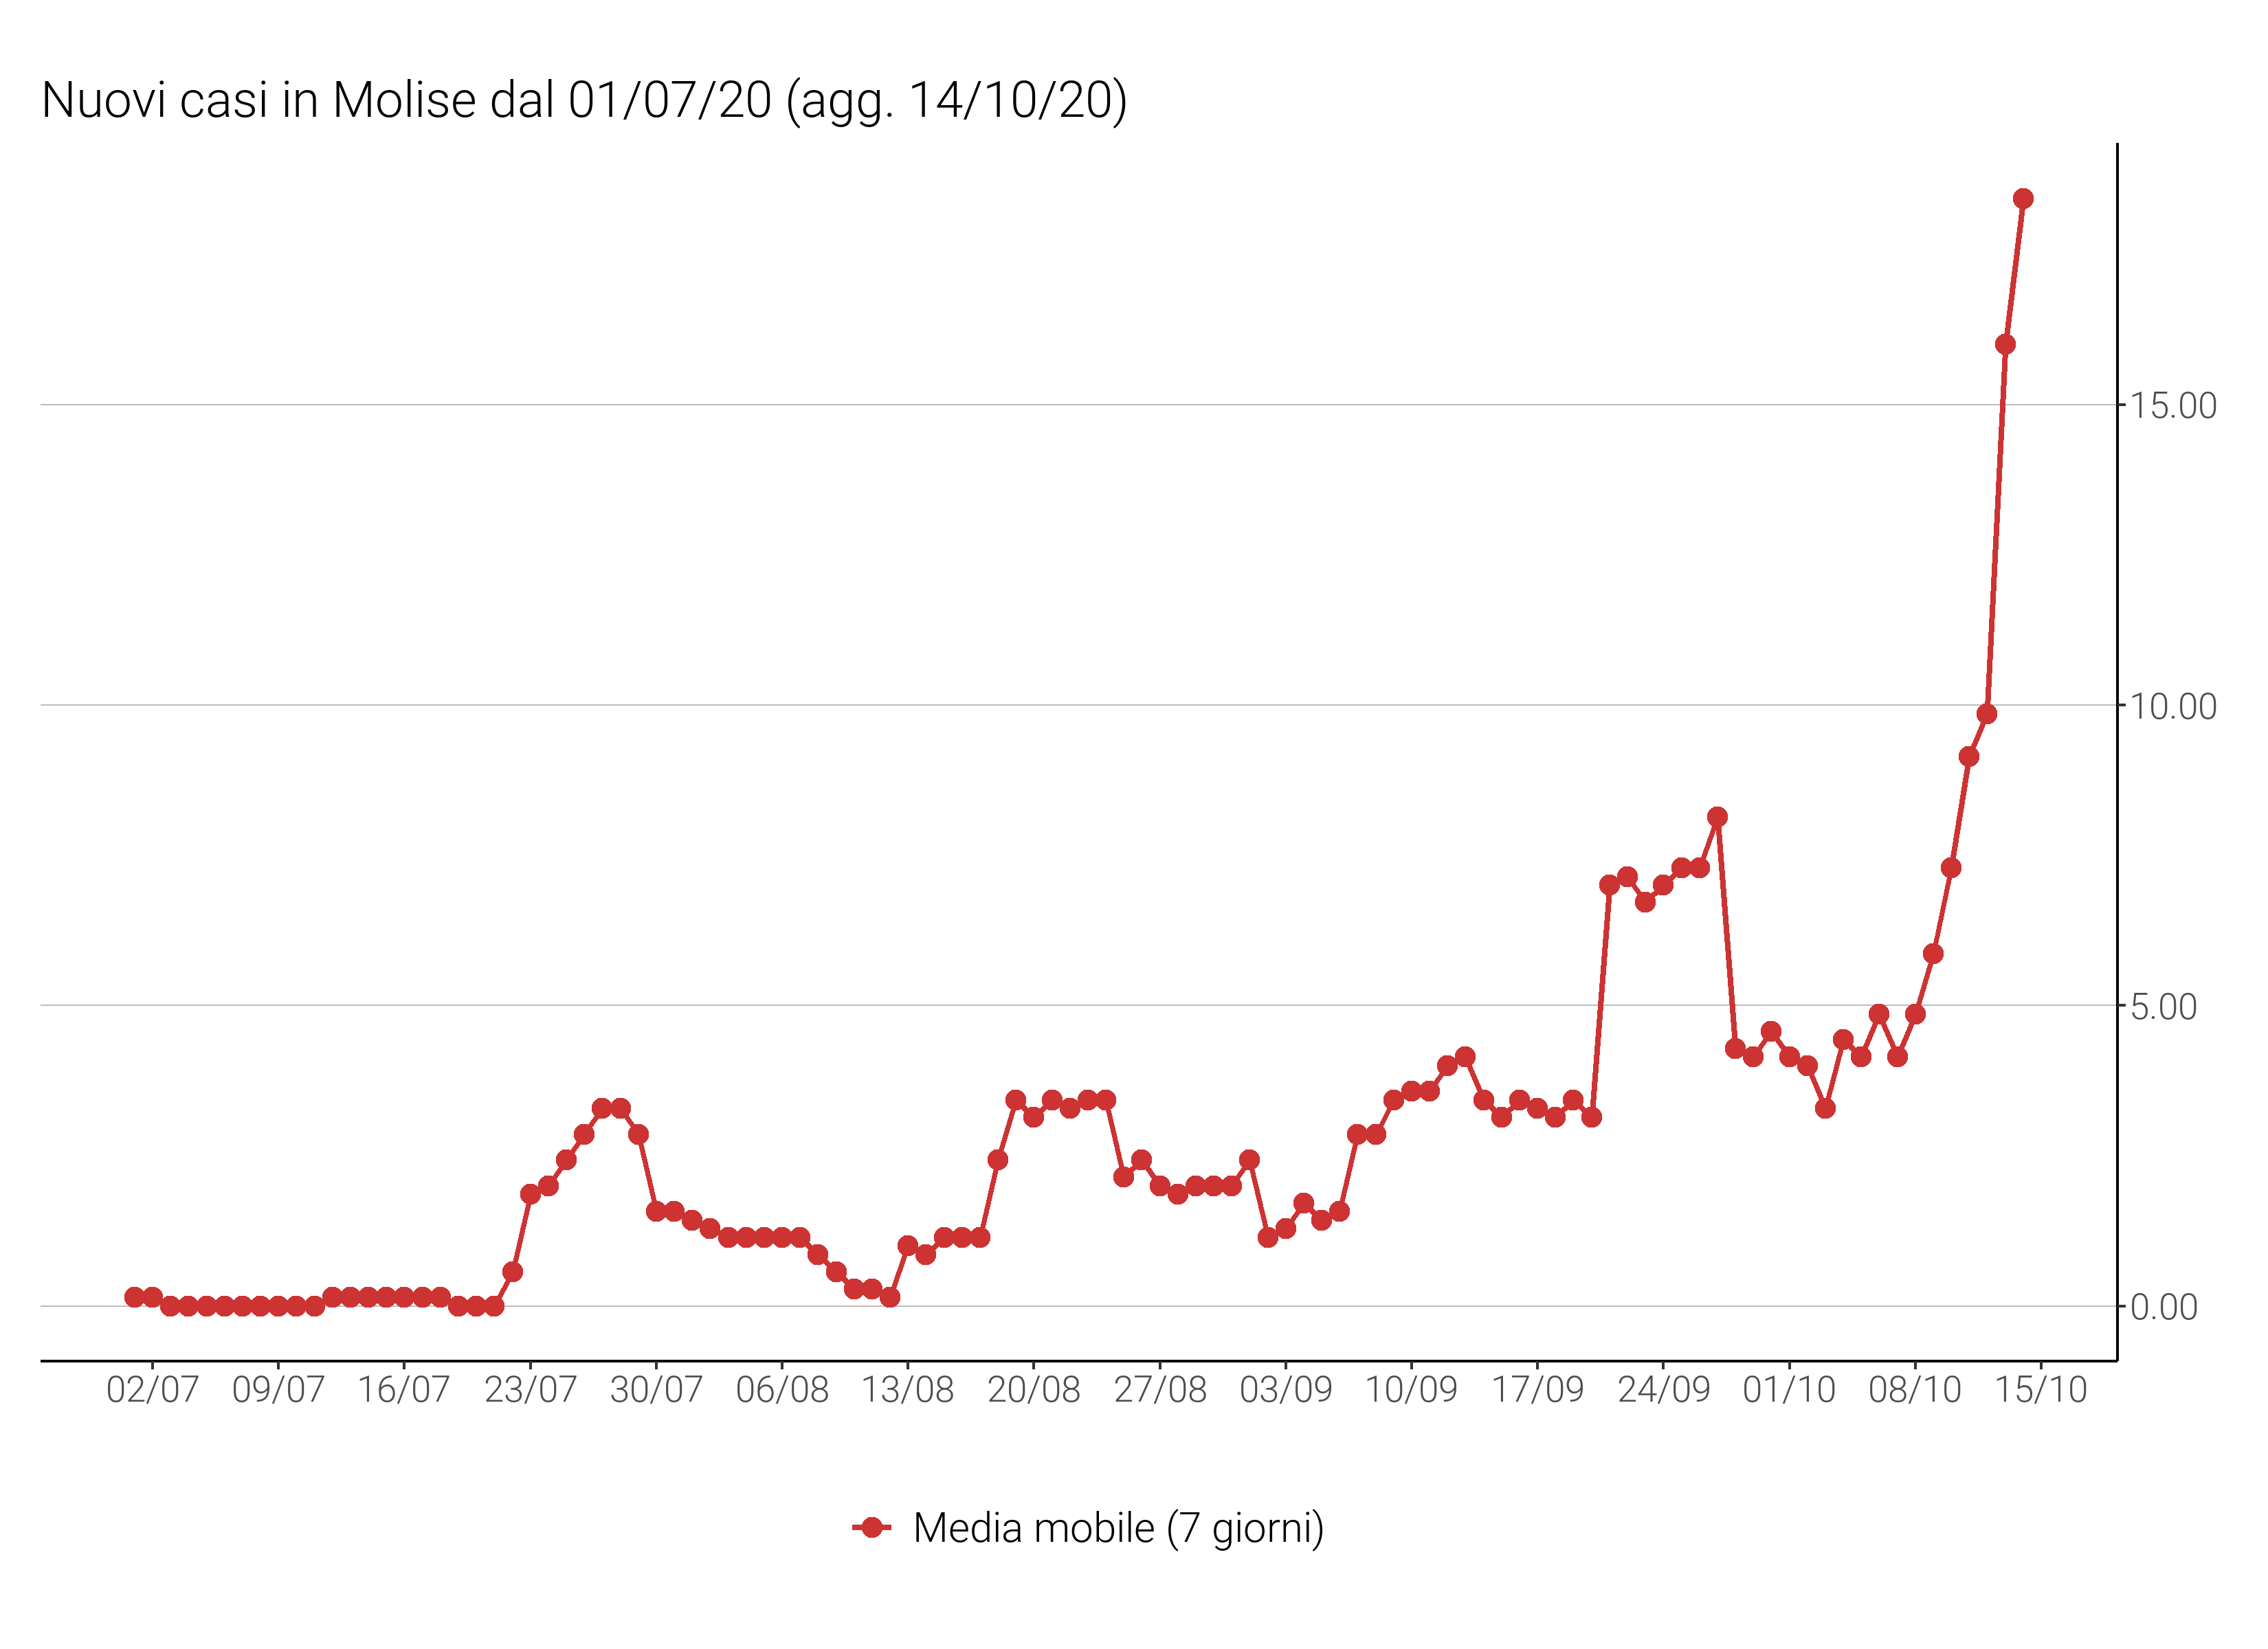 Nuovi casi in Molise dal 01/07/20 (agg. 14/10/20)
15.00
10.00
5.00
0.00
02/07 09/07 16/07 23/07 30/07 06/08 13/08 20/08 27/08 03/09 10/09 17/09 24/09 01/10 08/10 15/10
Media mobile (7 giorni)